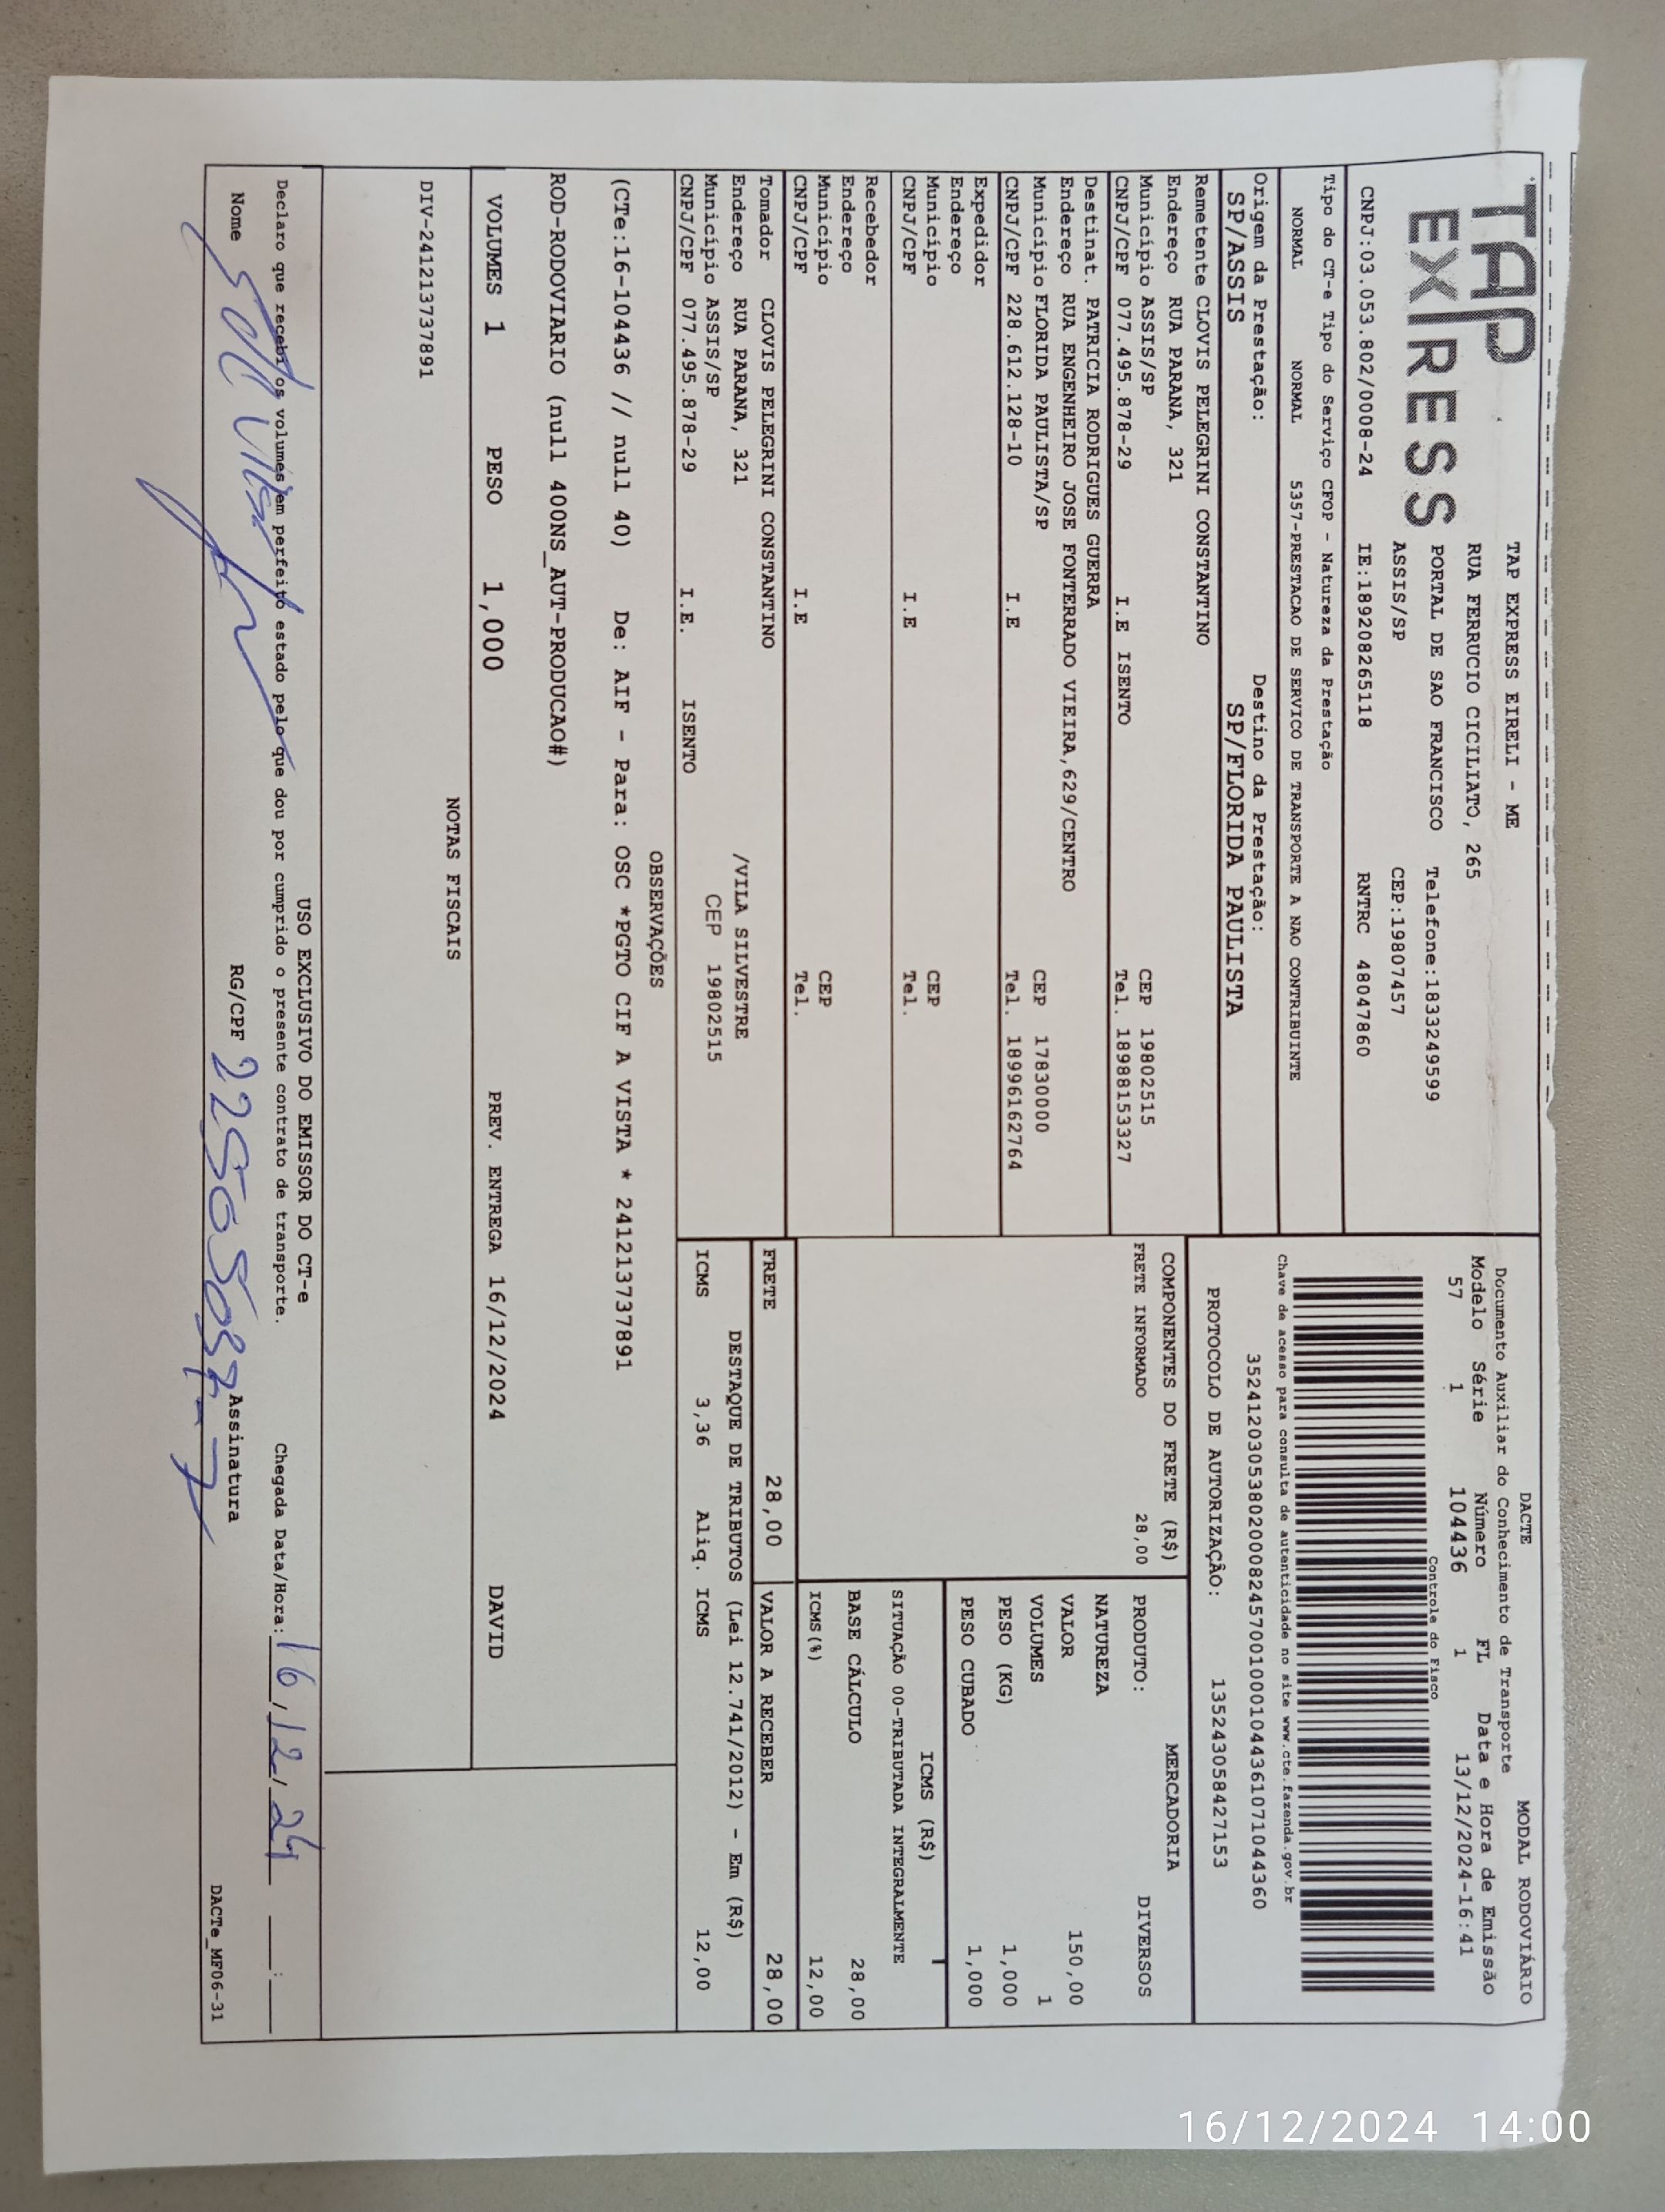 TAP
EXPRESS
TAP EXPRESS EIRELI - ME
RUA FERRUCIO CICILIATO, 265
PORTAL DE SAO FRANCISCO Telefone:1833249599
ASSIS/SP CEP:19807457
CNPJ:03.053.802/0008-24 IE:189208265118 RNTRC 48047860
Tipo do CT-e Tipo do Serviço CFOP - Natureza da Prestação
NORMAL NORMAL 5357-PRESTACAO DE SERVICO DE TRANSPORTE A NAO CONTRIBUINTE
Origem da Prestação: Destino da Prestação:
SP/ASSIS SP/FLORIDA PAULISTA
Remetente CLOVIS PELEGRINI CONSTANTINO
Endereço RUA PARANA, 321
Município ASSIS/SP CEP 19802515
CNPJ/CPF 077.495.878-29 I.E ISENTO Tel. 18988153327
Destinat. PATRICIA RODRIGUES GUERRA
Endereço RUA ENGENHEIRO JOSE FONTERRADO VIEIRA,629/CENTRO
Município FLORIDA PAULISTA/SP CEP 17830000
CNPJ/CPF 228.612.128-10 I.E Tel. 18996162764
Expedidor
Endereço
Município CEP
CNPJ/CPF I.E Tel.
Recebedor
Endereço
Município CEP
CNPJ/CPF I.E Tel.
Tomador CLOVIS PELEGRINI CONSTANTINO
Endereço RUA PARANA, 321 /VILA SILVESTRE
Município ASSIS/SP CEP 19802515
CNPJ/CPF 077.495.878-29 I.E. ISENTO
DACTE MODAL RODOVIÁRIO
Documento Auxiliar do Conhecimento de Transporte
Modelo Série Número FL Data e Hora de Emissão
57 1 104436 1 13/12/2024-16:41
Controle do Fisco
Chave de acesso para consulta de autenticidade no site www.cte.fazenda.gov.br
35241203053802000824570010001044361071044360
PROTOCOLO DE AUTORIZAÇÃO: 135243058427153
COMPONENTES DO FRETE (R$)
FRETE INFORMADO 28,00
MERCADORIA
PRODUTO: DIVERSOS
NATUREZA
VALOR 150,00
VOLUMES 1
PESO (KG) 1,000
PESO CUBADO 1,000
ICMS (R$)
SITUAÇÃO 00-TRIBUTADA INTEGRALMENTE
BASE CÁLCULO 28,00
ICMS(%) 12,00
FRETE 28,00 VALOR A RECEBER 28,00
DESTAQUE DE TRIBUTOS (Lei 12.741/2012) - Em (R$)
ICMS 3,36 Aliq. ICMS 12,00
OBSERVAÇÕES
(CTe:16-104436 // null 40) De: AIF - Para: OSC *PGTO CIF A VISTA * 241213737891
ROD-RODOVIARIO (null 400NS_AUT-PRODUCAO#)
VOLUMES 1 PESO 1,000 PREV. ENTREGA 16/12/2024 DAVID
NOTAS FISCAIS
DIV-241213737891
USO EXCLUSIVO DO EMISSOR DO CT-e
Declaro que recebi os volumes em perfeito estado pelo que dou por cumprido o presente contrato de transporte. Chegada Data/Hora: 16/12/24 __:__
Nome RG/CPF Assinatura
DACTe_MF06-31
16/12/2024 14:00